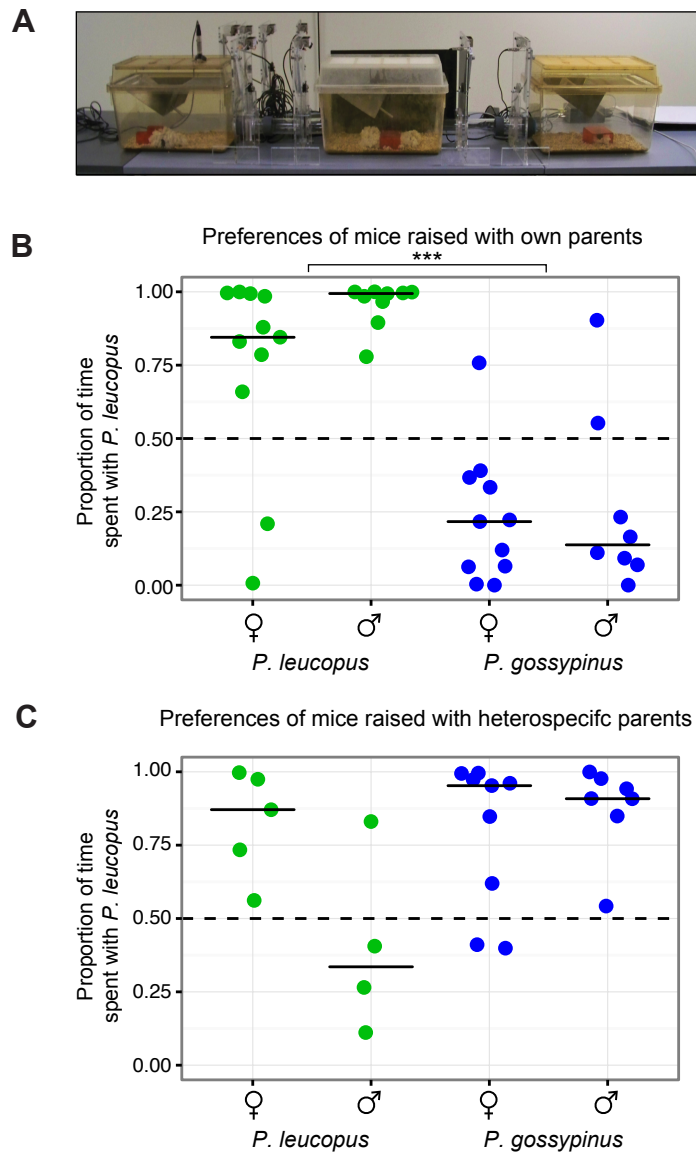 A
B
Preferences of mice raised with own parents
***
Proportion of time
spent with P. leucopus
1.00
0.75
0.50
0.25
0.00
♀ ♂ ♀ ♂
P. leucopus P. gossypinus
C
Preferences of mice raised with heterospecifc parents
Proportion of time
spent with P. leucopus
1.00
0.75
0.50
0.25
0.00
♀ ♂ ♀ ♂
P. leucopus P. gossypinus